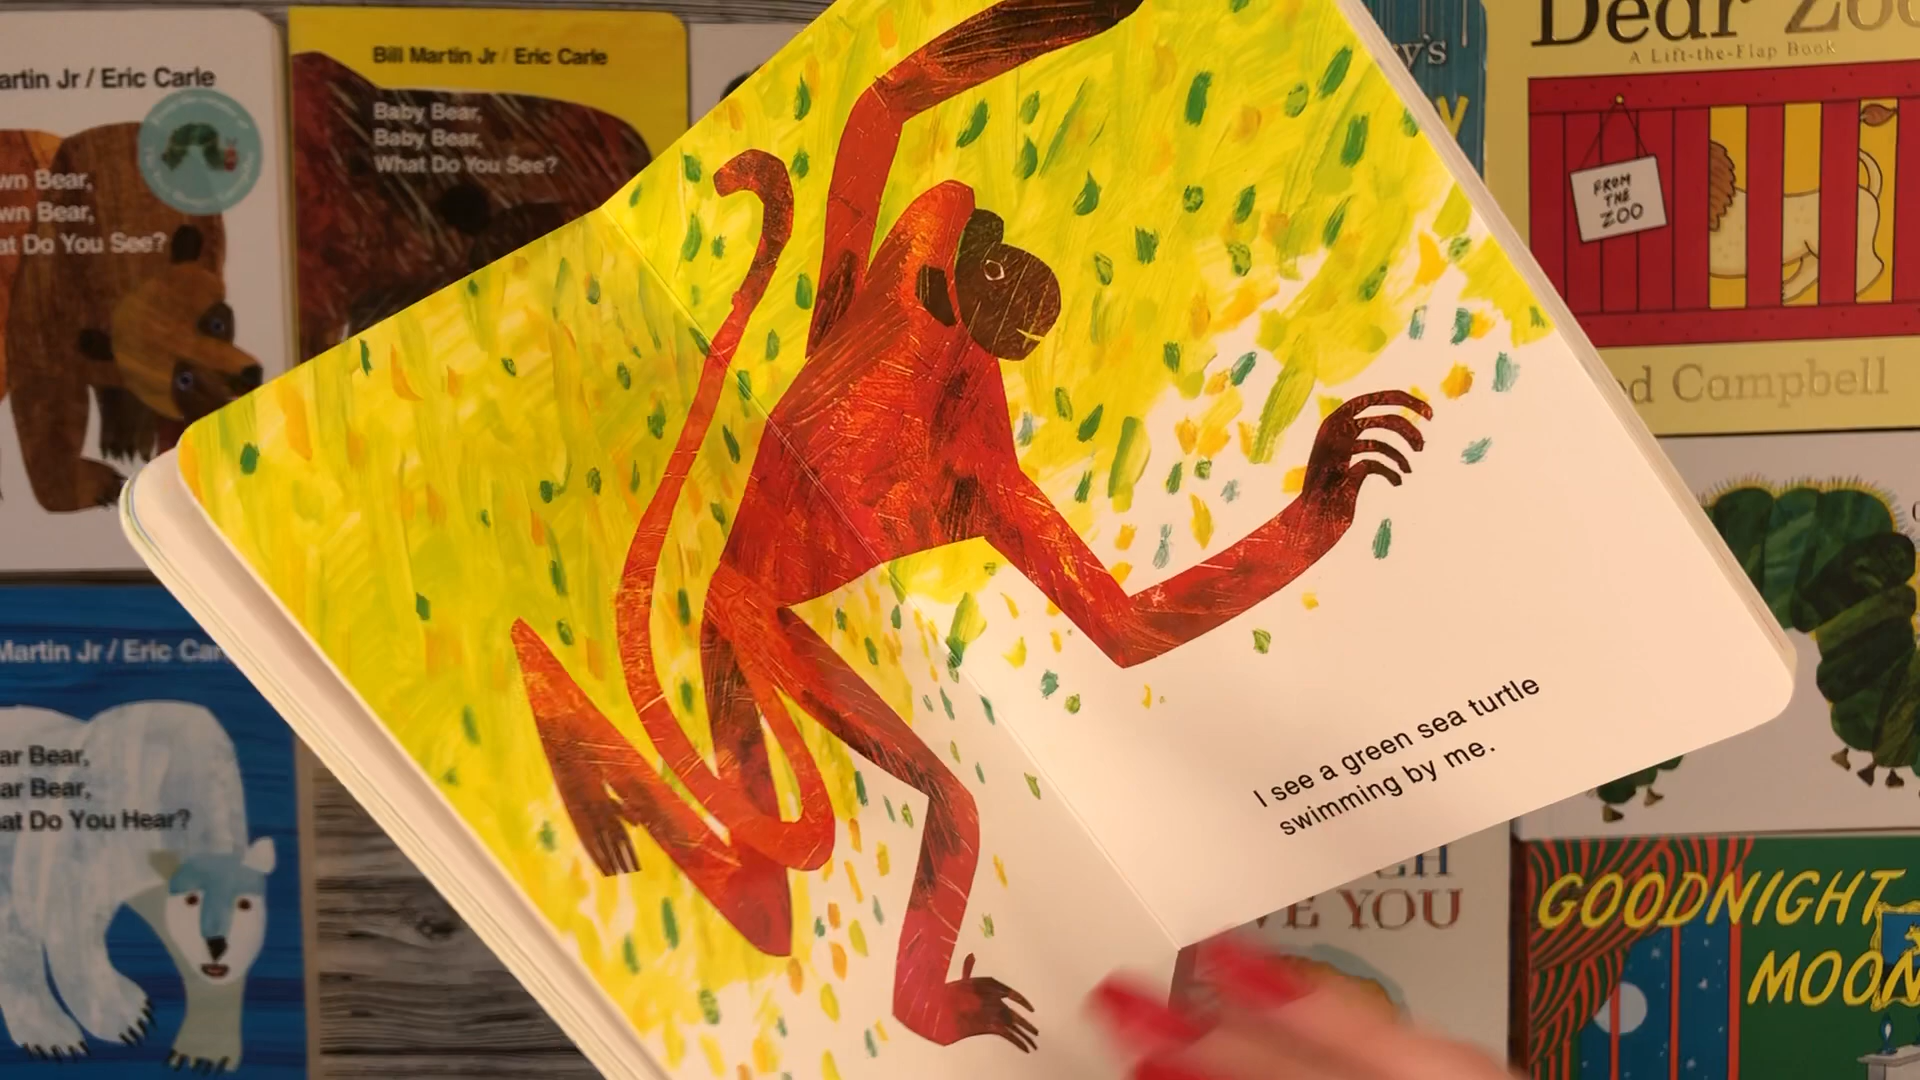 artin Jr / Eric Carle
wn Bear,
wn Bear,
at Do You See?
Bill Martin Jr / Eric Carle
Baby Bear,
Baby Bear,
What Do You See?
y's
Dear Zoo
A Lift-the-Flap Book
FROM
THE
ZOO
d Campbell
I see a green sea turtle
swimming by me.
Martin Jr / Eric Car
ar Bear,
ar Bear,
at Do You Hear?
VE YOU
GOODNIGHT
MOON